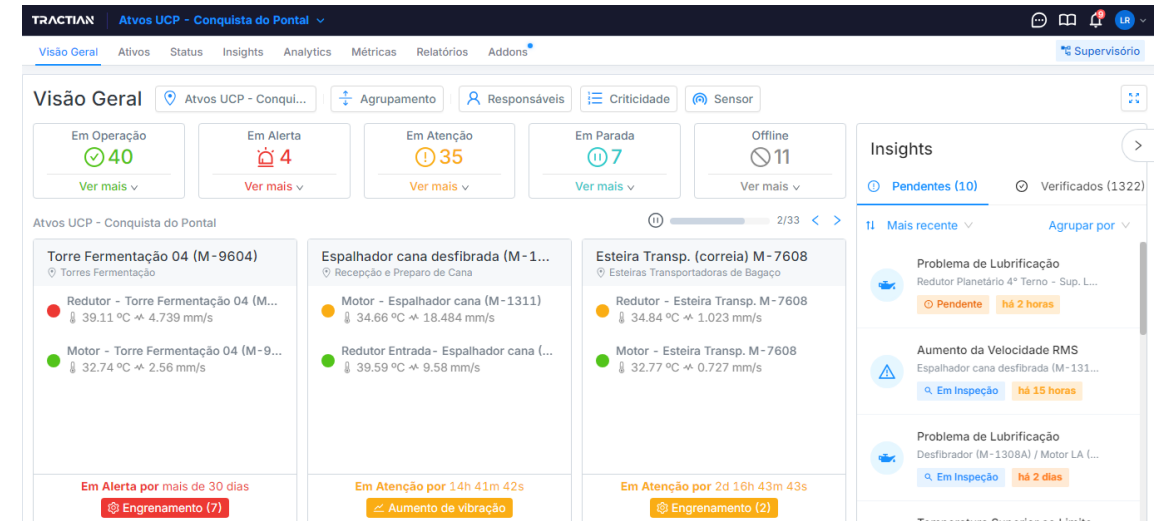 TRACTIAN Atvos UCP - Conquista do Pontal 9 LR
Visão Geral Ativos Status Insights Analytics Métricas Relatórios Addons Supervisório
Visão Geral Atvos UCP - Conqui... Agrupamento Responsáveis Criticidade Sensor
Em Operação
40
Ver mais
Em Alerta
4
Ver mais
Em Atenção
35
Ver mais
Em Parada
7
Ver mais
Offline
11
Ver mais
Atvos UCP - Conquista do Pontal 2/33
Torre Fermentação 04 (M-9604)
Torres Fermentação
Redutor - Torre Fermentação 04 (M...
39.11 ºC 4.739 mm/s
Motor - Torre Fermentação 04 (M-9...
32.74 ºC 2.56 mm/s
Em Alerta por mais de 30 dias
Engrenamento (7)
Espalhador cana desfibrada (M-1...
Recepção e Preparo de Cana
Motor - Espalhador cana (M-1311)
34.66 ºC 18.484 mm/s
Redutor Entrada- Espalhador cana (...
39.59 ºC 9.58 mm/s
Em Atenção por 14h 41m 42s
Aumento de vibração
Esteira Transp. (correia) M-7608
Esteiras Transportadoras de Bagaço
Redutor - Esteira Transp. M-7608
34.84 ºC 1.023 mm/s
Motor - Esteira Transp. M-7608
32.77 ºC 0.727 mm/s
Em Atenção por 2d 16h 43m 43s
Engrenamento (2)
Insights
Pendentes (10) Verificados (1322)
Mais recente Agrupar por
Problema de Lubrificação
Redutor Planetário 4° Terno - Sup. L...
Pendente há 2 horas
Aumento da Velocidade RMS
Espalhador cana desfibrada (M-131...
Em Inspeção há 15 horas
Problema de Lubrificação
Desfibrador (M-1308A) / Motor LA (...
Em Inspeção há 2 dias
Temperatura Superior ao Limite